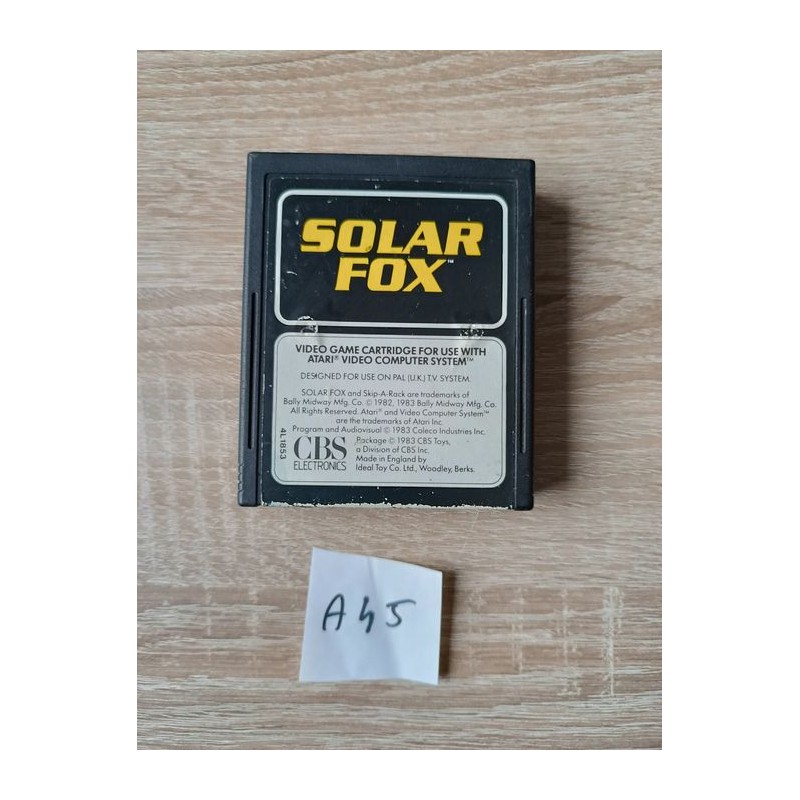 SOLAR
FOX™
VIDEO GAME CARTRIDGE FOR USE WITH
ATARI® VIDEO COMPUTER SYSTEM™
DESIGNED FOR USE ON PAL (U.K.) T.V. SYSTEM.
SOLAR FOX and Skip-A-Rack are trademarks of
Bally Midway Mfg. Co. © 1982, 1983 Bally Midway Mfg. Co.
All Rights Reserved. Atari® and Video Computer System™
are the trademarks of Atari Inc.
Program and Audiovisual © 1983 Coleco Industries Inc.
Package © 1983 CBS Toys,
a Division of CBS Inc.
Made in England by
Ideal Toy Co. Ltd., Woodley, Berks.
CBS
ELECTRONICS
4L1853
A45